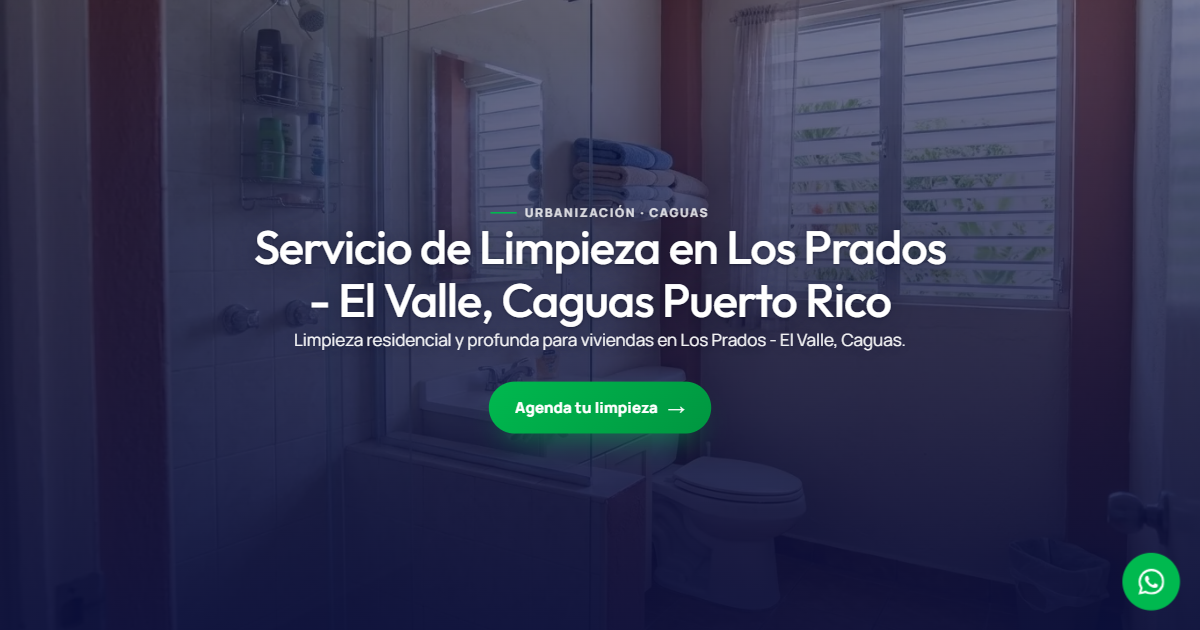 URBANIZACIÓN · CAGUAS
Servicio de Limpieza en Los Prados
- El Valle, Caguas Puerto Rico
Limpieza residencial y profunda para viviendas en Los Prados - El Valle, Caguas.
Agenda tu limpieza →